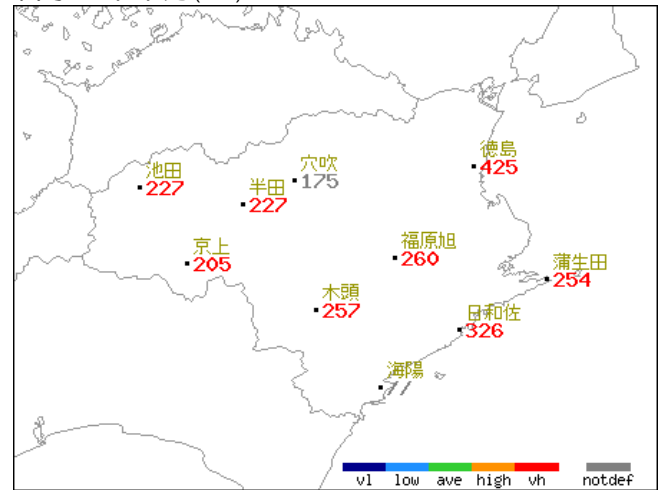 徳島
425
穴吹
175
池田
227
半田
227
京上
205
福原旭
260
蒲生田
254
木頭
257
日和佐
326
海陽
//
vl low ave high vh notdef